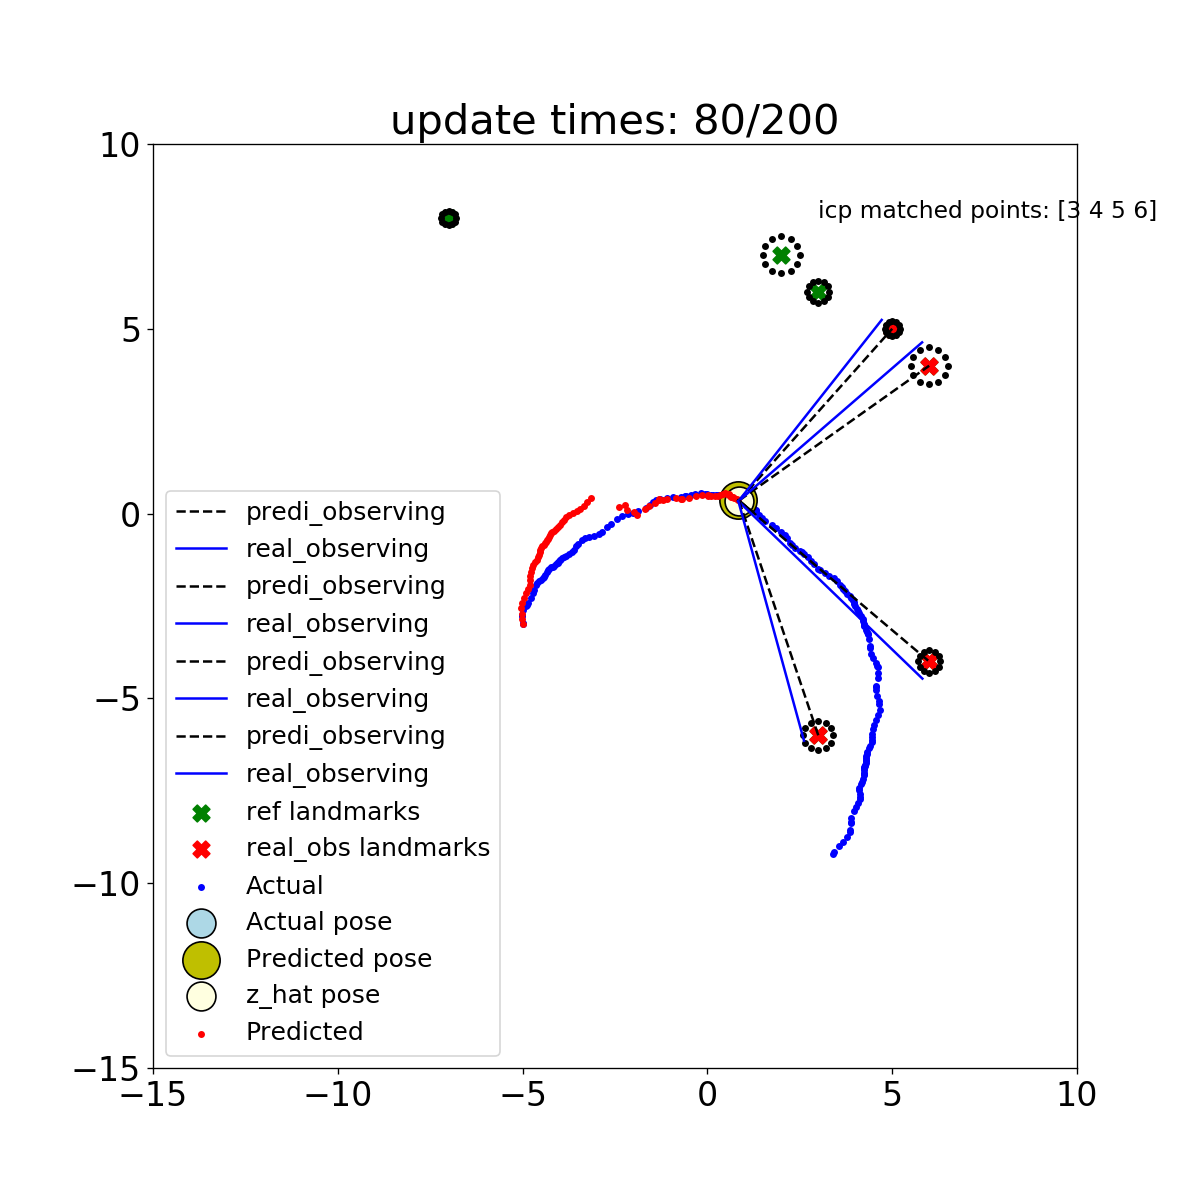 update times: 80/200
10
icp matched points: [3 4 5 6]
5
0
−5
−10
−15
predi_observing
real_observing
predi_observing
real_observing
predi_observing
real_observing
predi_observing
real_observing
ref landmarks
real_obs landmarks
Actual
Actual pose
Predicted pose
z_hat pose
Predicted
−15 −10 −5 0 5 10